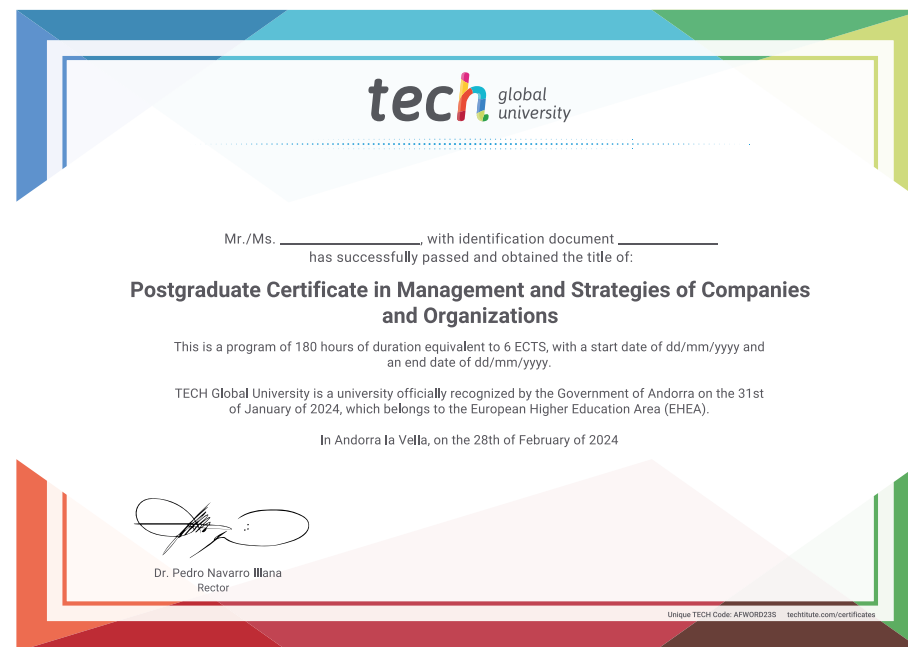 tech global university
Mr./Ms. ____________________, with identification document ______________
has successfully passed and obtained the title of:
Postgraduate Certificate in Management and Strategies of Companies
and Organizations
This is a program of 180 hours of duration equivalent to 6 ECTS, with a start date of dd/mm/yyyy and
an end date of dd/mm/yyyy.
TECH Global University is a university officially recognized by the Government of Andorra on the 31st
of January of 2024, which belongs to the European Higher Education Area (EHEA).
In Andorra la Vella, on the 28th of February of 2024
Dr. Pedro Navarro Illana
Rector
Unique TECH Code: AFWORD23S techtitute.com/certificates